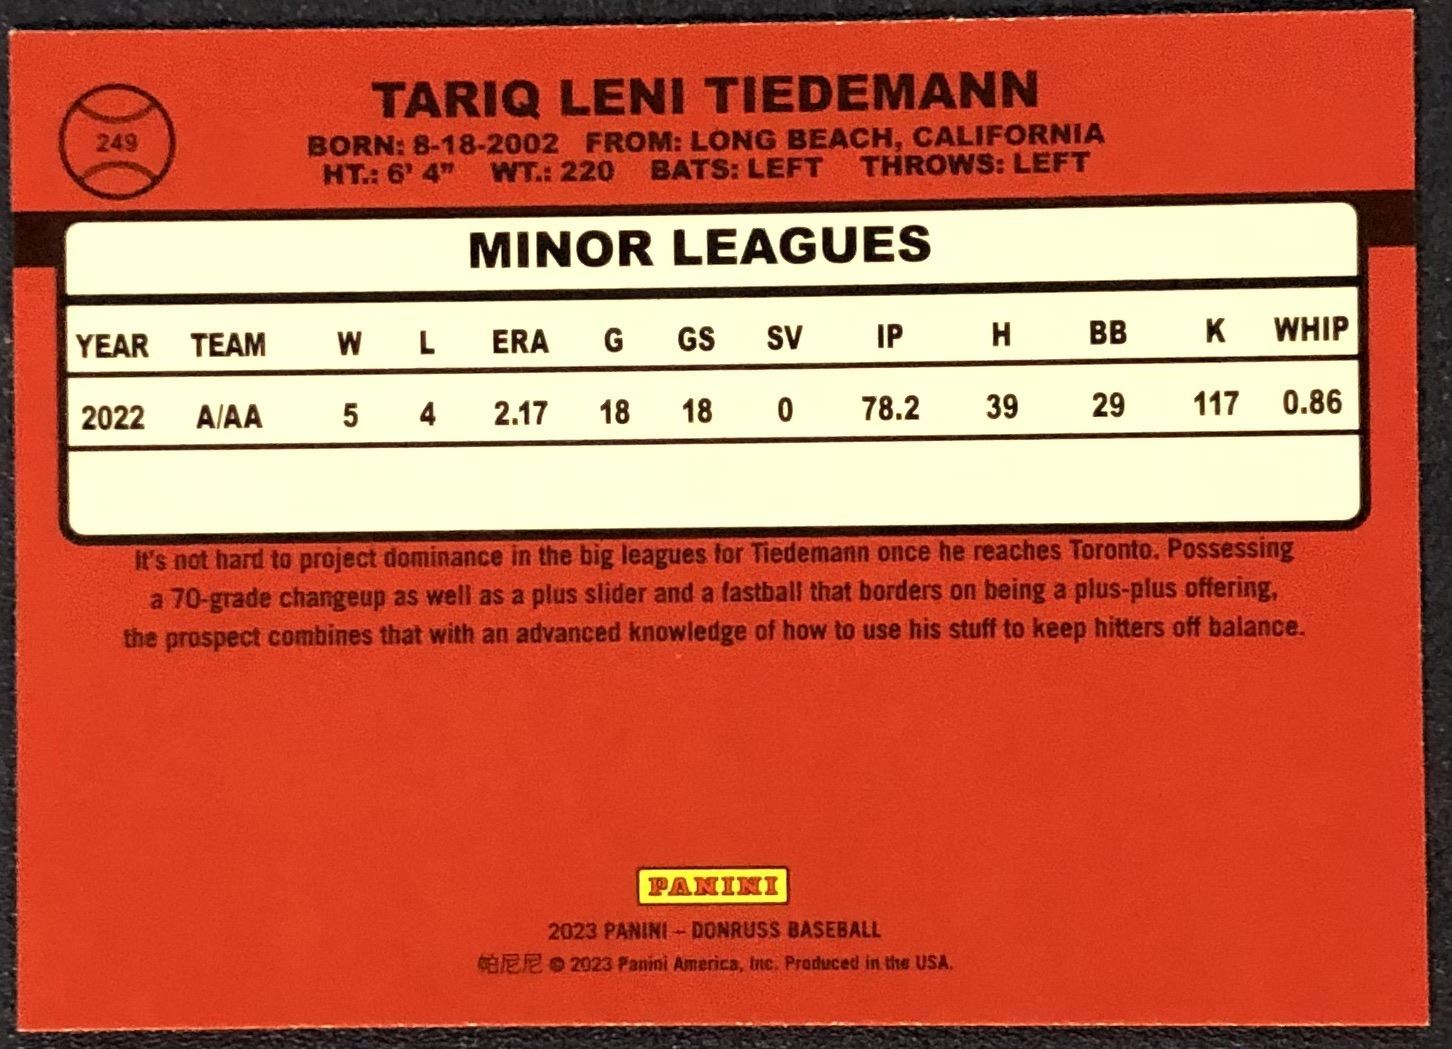 249
TARIQ LENI TIEDEMANN
BORN: 8-18-2002 FROM: LONG BEACH, CALIFORNIA
HT.: 6' 4" WT.: 220 BATS: LEFT THROWS: LEFT
MINOR LEAGUES
YEAR TEAM W L ERA G GS SV IP H BB K WHIP
2022 A/AA 5 4 2.17 18 18 0 78.2 39 29 117 0.86
It's not hard to project dominance in the big leagues for Tiedemann once he reaches Toronto. Possessing
a 70-grade changeup as well as a plus slider and a fastball that borders on being a plus-plus offering,
the prospect combines that with an advanced knowledge of how to use his stuff to keep hitters off balance.
PANINI
2023 PANINI – DONRUSS BASEBALL
帕尼尼 © 2023 Panini America, Inc. Produced in the USA.